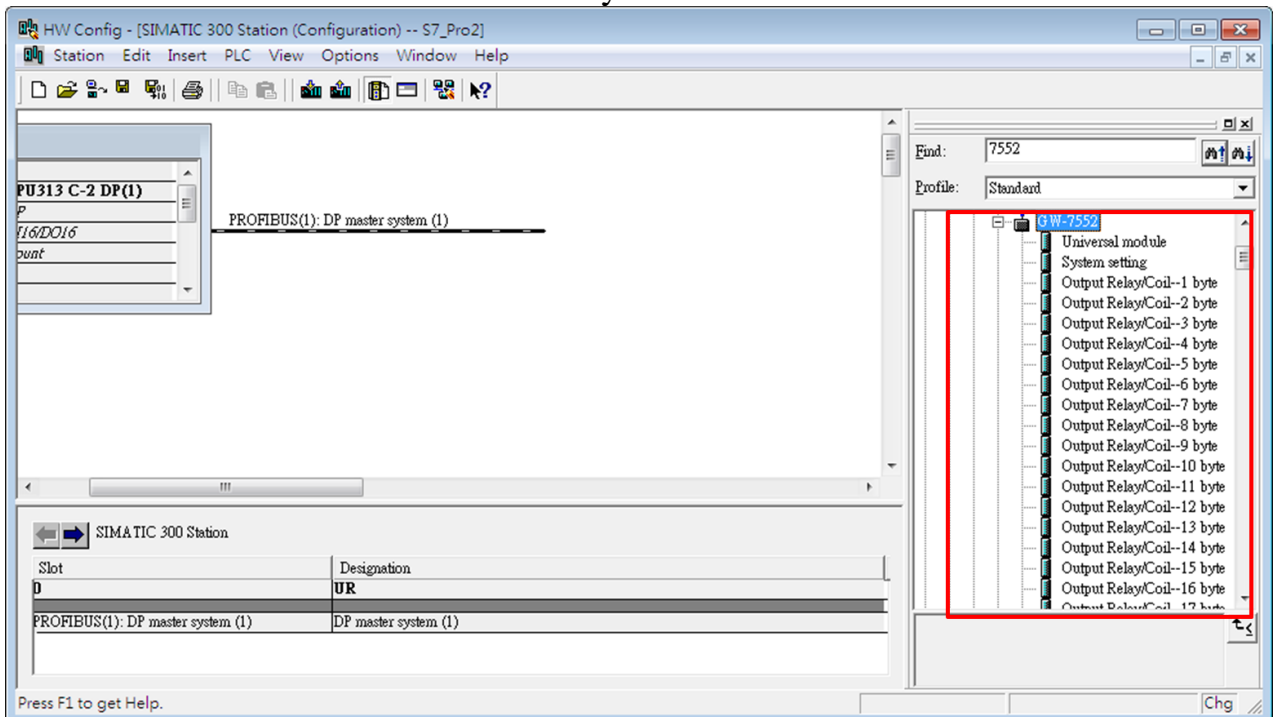 HW Config - [SIMATIC 300 Station (Configuration) -- S7_Pro2]
Station Edit Insert PLC View Options Window Help
PU313 C-2 DP(1)
P
I16/DO16
ount
PROFIBUS(1): DP master system (1)
Find: 7552
Profile: Standard
GW-7552
Universal module
System setting
Output Relay/Coil--1 byte
Output Relay/Coil--2 byte
Output Relay/Coil--3 byte
Output Relay/Coil--4 byte
Output Relay/Coil--5 byte
Output Relay/Coil--6 byte
Output Relay/Coil--7 byte
Output Relay/Coil--8 byte
Output Relay/Coil--9 byte
Output Relay/Coil--10 byte
Output Relay/Coil--11 byte
Output Relay/Coil--12 byte
Output Relay/Coil--13 byte
Output Relay/Coil--14 byte
Output Relay/Coil--15 byte
Output Relay/Coil--16 byte
Output Relay/Coil--17 byte
SIMATIC 300 Station
Slot Designation
0 UR
PROFIBUS(1): DP master system (1) DP master system (1)
Press F1 to get Help.
Chg